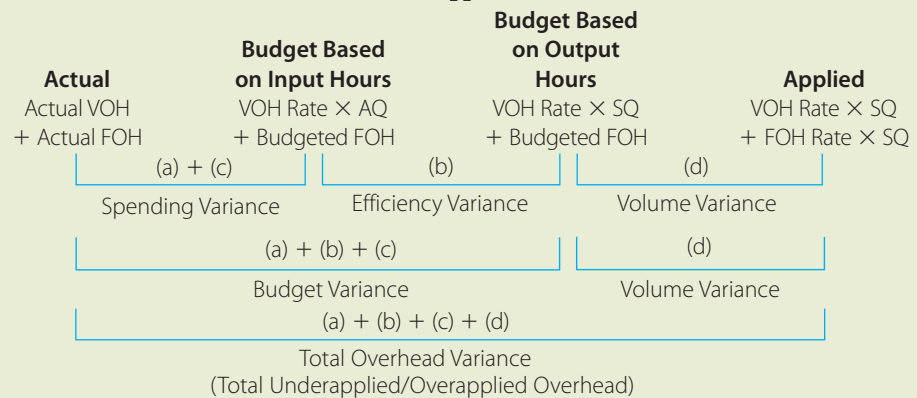 Budget Based
on Output
Hours
Budget Based
on Input Hours
Actual
Applied
Actual VOH
+ Actual FOH
VOH Rate × AQ
+ Budgeted FOH
VOH Rate × SQ
+ Budgeted FOH
VOH Rate × SQ
+ FOH Rate × SQ
(a) + (c)
(b)
(d)
Spending Variance
Efficiency Variance
Volume Variance
(a) + (b) + (c)
(d)
Budget Variance
Volume Variance
(a) + (b) + (c) + (d)
Total Overhead Variance
(Total Underapplied/Overapplied Overhead)